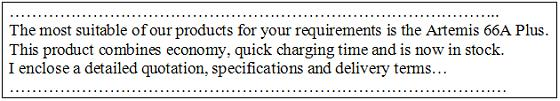 ……………………………………………………………………………..
The most suitable of our products for your requirements is the Artemis 66A Plus.
This product combines economy, quick charging time and is now in stock.
I enclose a detailed quotation, specifications and delivery terms…
………………………………………………………………………………